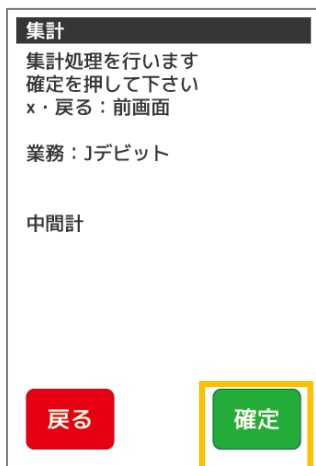 集計
集計処理を行います
確定を押して下さい
x・戻る：前画面
業務：Jデビット
中間計
戻る
確定